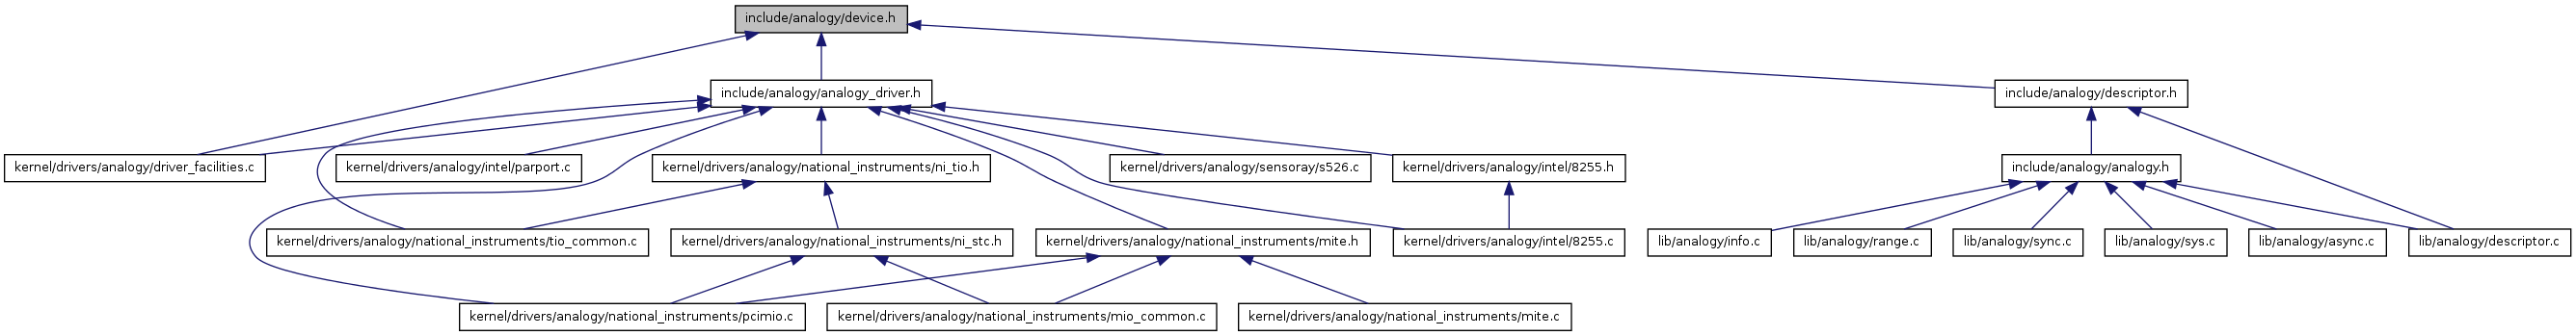 include/analogy/device.h
include/analogy/analogy_driver.h
include/analogy/descriptor.h
kernel/drivers/analogy/driver_facilities.c
kernel/drivers/analogy/intel/parport.c
kernel/drivers/analogy/national_instruments/ni_tio.h
kernel/drivers/analogy/sensoray/s526.c
kernel/drivers/analogy/intel/8255.h
include/analogy/analogy.h
kernel/drivers/analogy/national_instruments/tio_common.c
kernel/drivers/analogy/national_instruments/ni_stc.h
kernel/drivers/analogy/national_instruments/mite.h
kernel/drivers/analogy/intel/8255.c
lib/analogy/info.c
lib/analogy/range.c
lib/analogy/sync.c
lib/analogy/sys.c
lib/analogy/async.c
lib/analogy/descriptor.c
kernel/drivers/analogy/national_instruments/pcimio.c
kernel/drivers/analogy/national_instruments/mio_common.c
kernel/drivers/analogy/national_instruments/mite.c